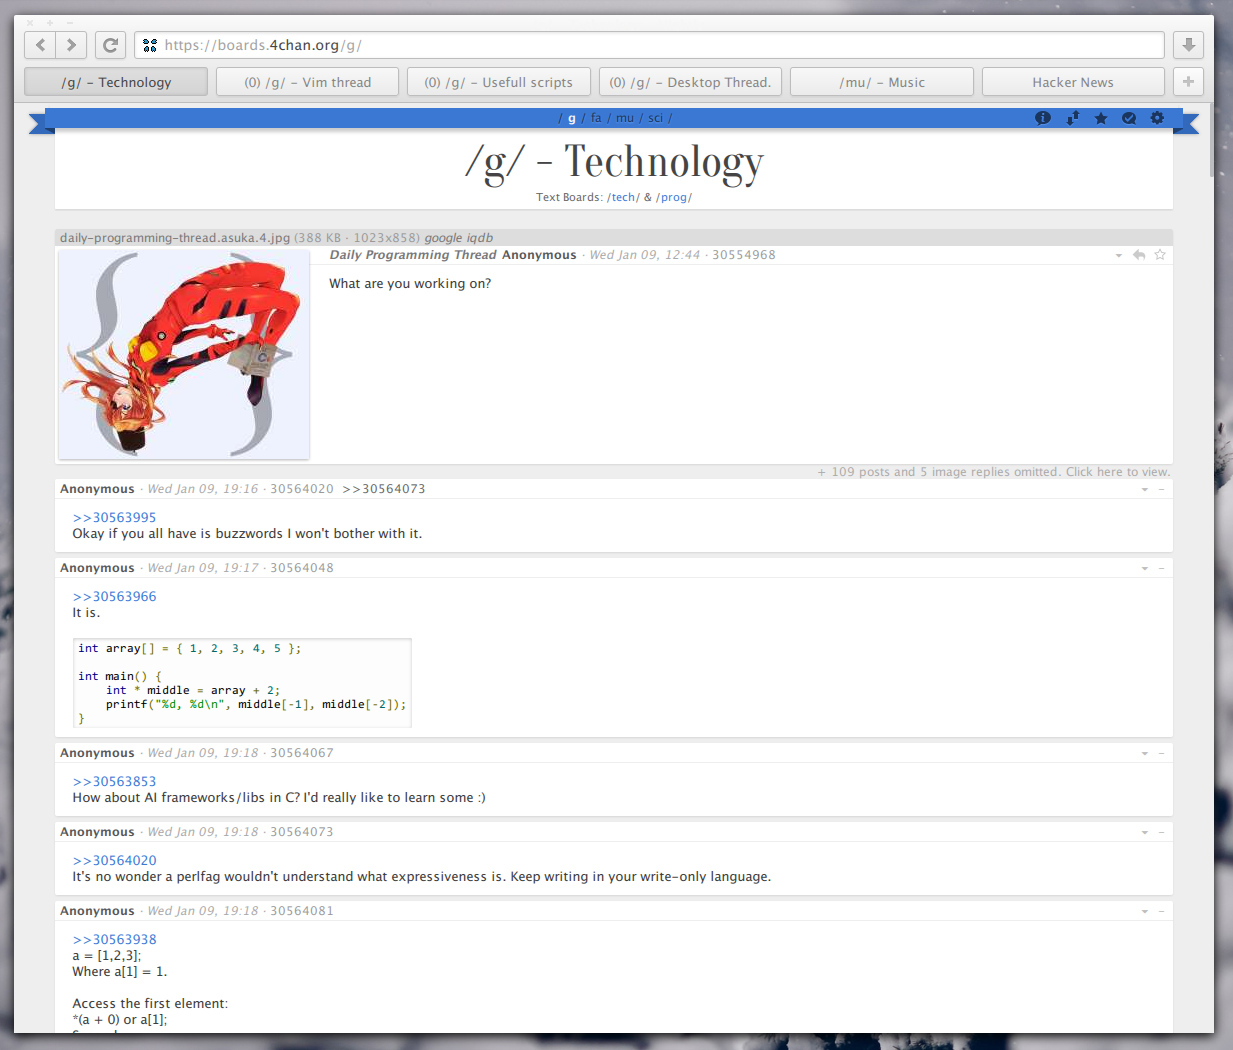 https://boards.4chan.org/g/
/g/ – Technology
(0) /g/ – Vim thread
(0) /g/ – Usefull scripts
(0) /g/ – Desktop Thread.
/mu/ – Music
Hacker News
/ g / fa / mu / sci /
/g/ – Technology
Text Boards: /tech/ & /prog/
daily-programming-thread.asuka.4.jpg (388 KB · 1023x858) google iqdb
Daily Programming Thread Anonymous · Wed Jan 09, 12:44 · 30554968
What are you working on?
+ 109 posts and 5 image replies omitted. Click here to view.
Anonymous · Wed Jan 09, 19:16 · 30564020 >>30564073
>>30563995
Okay if you all have is buzzwords I won't bother with it.
Anonymous · Wed Jan 09, 19:17 · 30564048
>>30563966
It is.
int array[] = { 1, 2, 3, 4, 5 };
int main() {
int * middle = array + 2;
printf("%d, %d\n", middle[-1], middle[-2]);
}
Anonymous · Wed Jan 09, 19:18 · 30564067
>>30563853
How about AI frameworks/libs in C? I'd really like to learn some :)
Anonymous · Wed Jan 09, 19:18 · 30564073
>>30564020
It's no wonder a perlfag wouldn't understand what expressiveness is. Keep writing in your write-only language.
Anonymous · Wed Jan 09, 19:18 · 30564081
>>30563938
a = [1,2,3];
Where a[1] = 1.
Access the first element:
*(a + 0) or a[1];